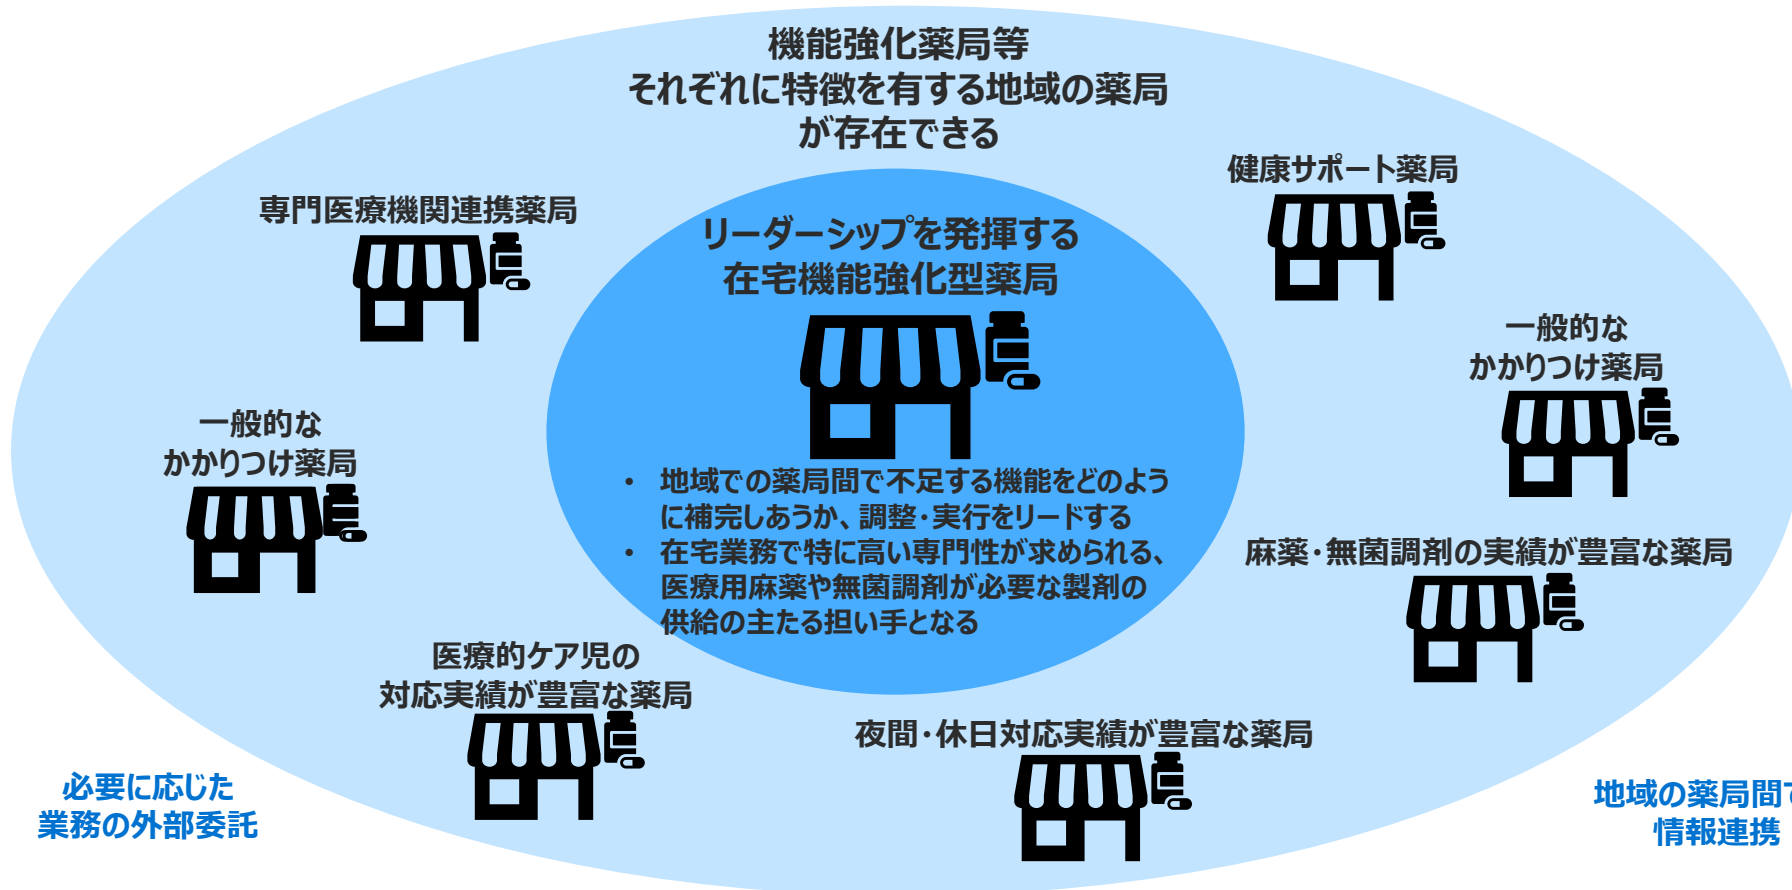 機能強化薬局等
それぞれに特徴を有する地域の薬局
が存在できる
健康サポート薬局
専門医療機関連携薬局
リーダーシップを発揮する
在宅機能強化型薬局
一般的な
かかりつけ薬局
一般的な
かかりつけ薬局
• 地域での薬局間で不足する機能をどのよう
に補完しあうか、調整・実行をリードする
• 在宅業務で特に高い専門性が求められる、
医療用麻薬や無菌調剤が必要な製剤の
供給の主たる担い手となる
麻薬・無菌調剤の実績が豊富な薬局
医療的ケア児の
対応実績が豊富な薬局
夜間・休日対応実績が豊富な薬局
必要に応じた
業務の外部委託
地域の薬局間で
情報連携